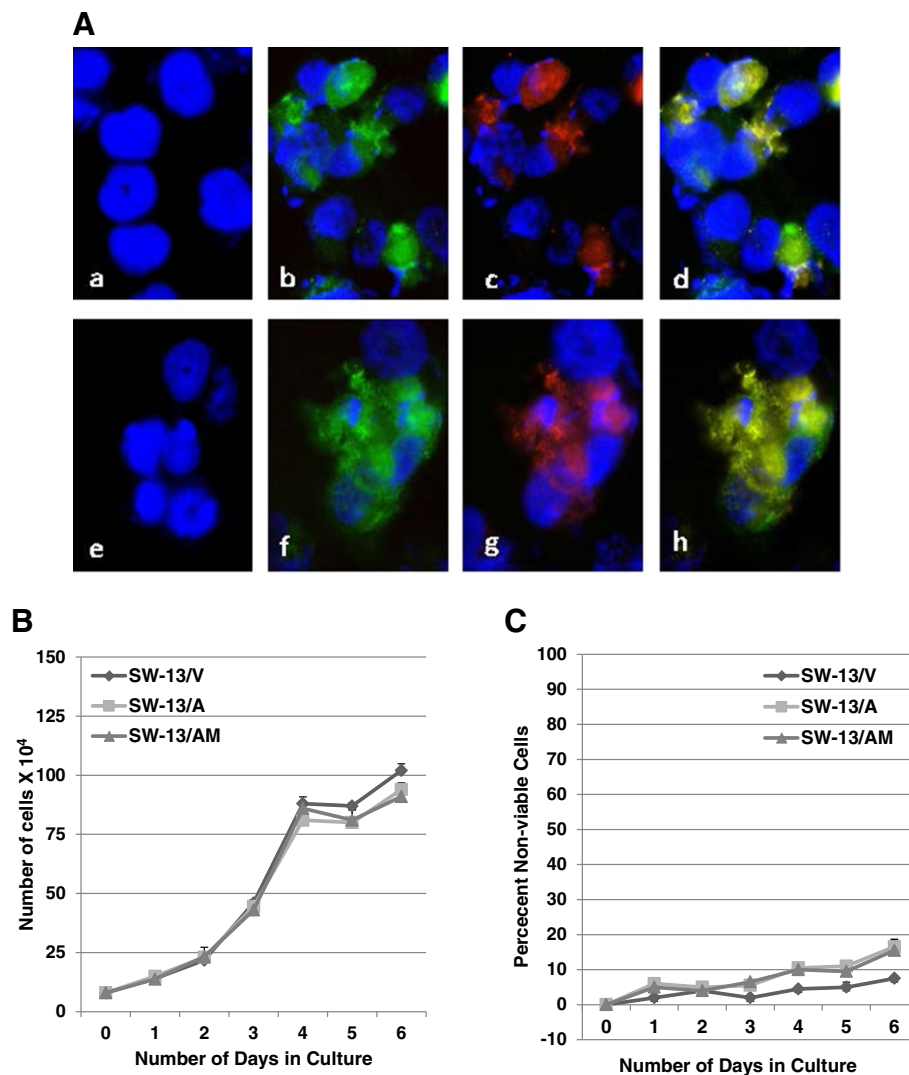 A
a
b
c
d
e
f
g
h
B
150
125
100
75
50
25
0
SW-13/V
SW-13/A
SW-13/AM
Number of cells X 10⁴
0 1 2 3 4 5 6
Number of Days in Culture
C
100
90
80
70
60
50
40
30
20
10
0
-10
SW-13/V
SW-13/A
SW-13/AM
Percecent Non-viable Cells
0 1 2 3 4 5 6
Number of Days in Culture